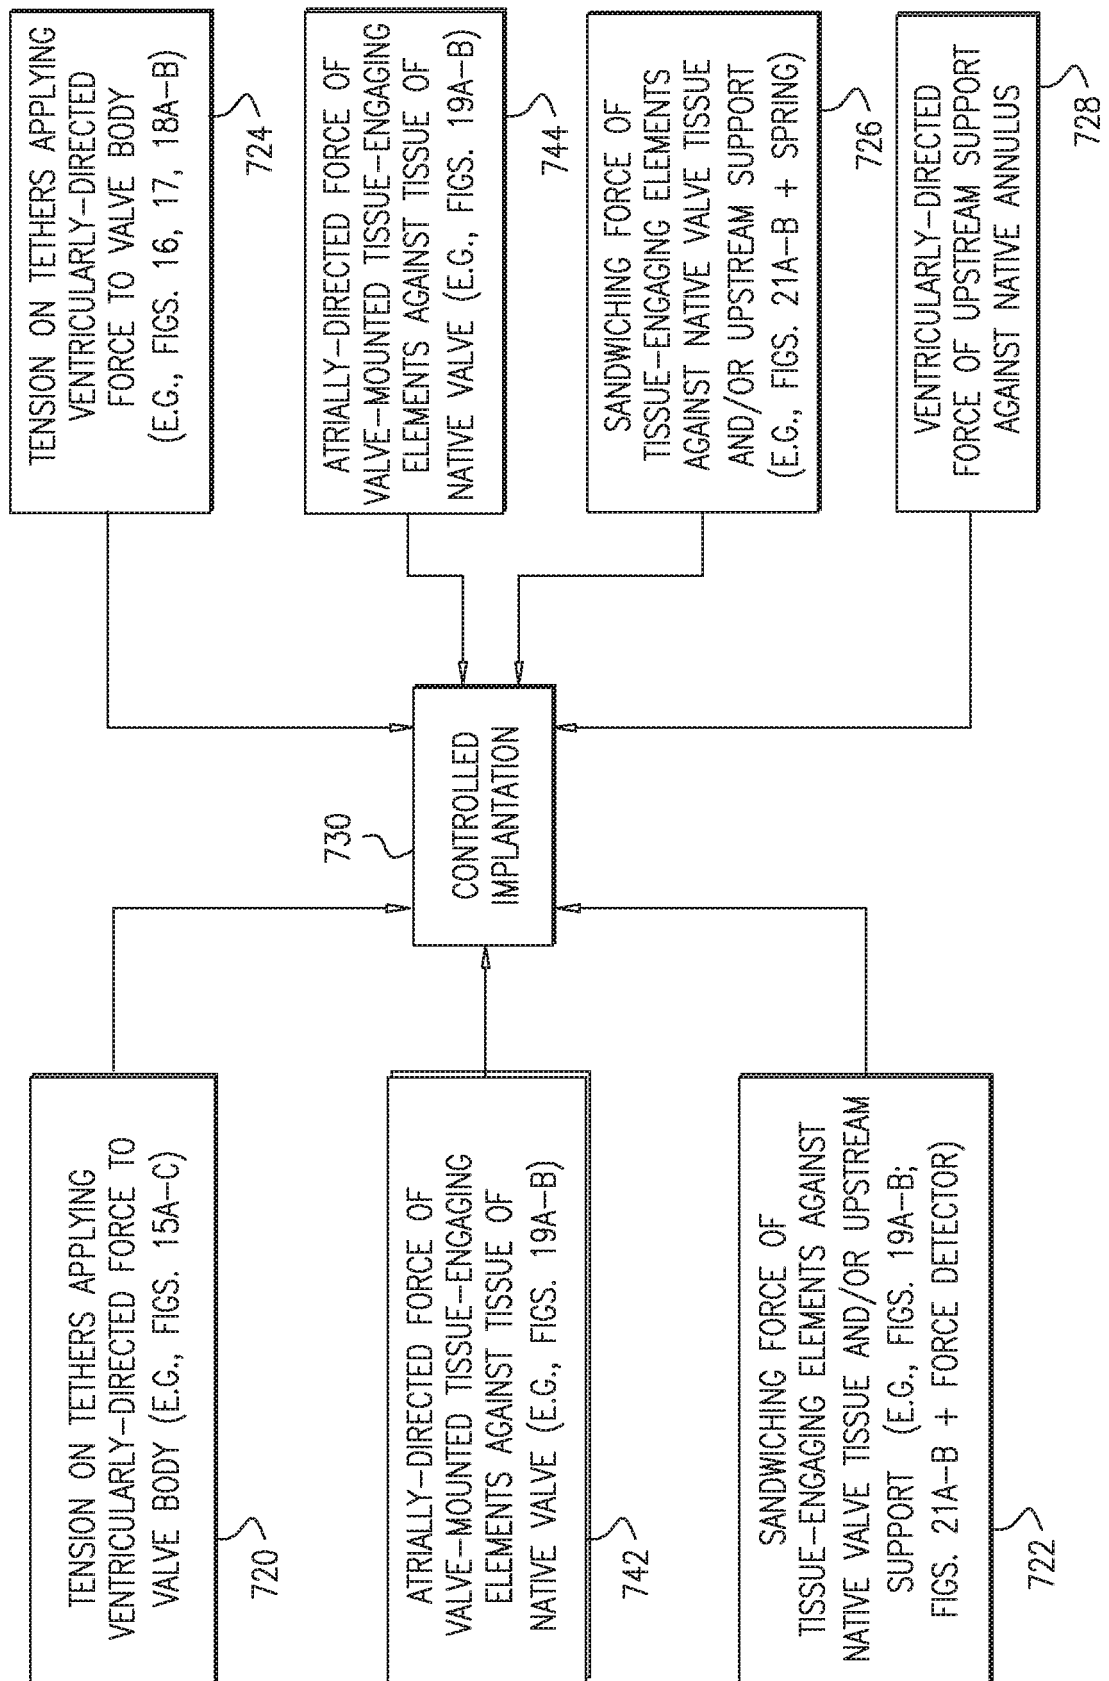 TENSION ON TETHERS APPLYING
VENTRICULARLY-DIRECTED FORCE TO
VALVE BODY (E.G., FIGS. 15A-C)
720
ATRIALLY-DIRECTED FORCE OF
VALVE-MOUNTED TISSUE-ENGAGING
ELEMENTS AGAINST TISSUE OF
NATIVE VALVE (E.G., FIGS. 19A-B)
742
SANDWICHING FORCE OF
TISSUE-ENGAGING ELEMENTS AGAINST
NATIVE VALVE TISSUE AND/OR UPSTREAM
SUPPORT (E.G., FIGS. 19A-B;
FIGS. 21A-B + FORCE DETECTOR)
722
730
CONTROLLED
IMPLANTATION
TENSION ON TETHERS APPLYING
VENTRICULARLY-DIRECTED
FORCE TO VALVE BODY
(E.G., FIGS. 16, 17, 18A-B)
724
ATRIALLY-DIRECTED FORCE OF
VALVE-MOUNTED TISSUE-ENGAGING
ELEMENTS AGAINST TISSUE OF
NATIVE VALVE (E.G., FIGS. 19A-B)
744
SANDWICHING FORCE OF
TISSUE-ENGAGING ELEMENTS
AGAINST NATIVE VALVE TISSUE
AND/OR UPSTREAM SUPPORT
(E.G., FIGS. 21A-B + SPRING)
726
VENTRICULARLY-DIRECTED
FORCE OF UPSTREAM SUPPORT
AGAINST NATIVE ANNULUS
728